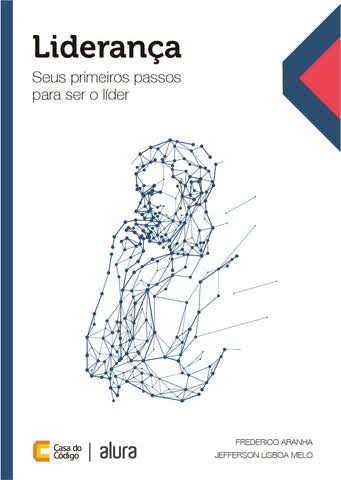 Liderança
Seus primeiros passos
para ser o líder
Casa do
Código
alura
FREDERICO ARANHA
JEFFERSON LISBOA MELO